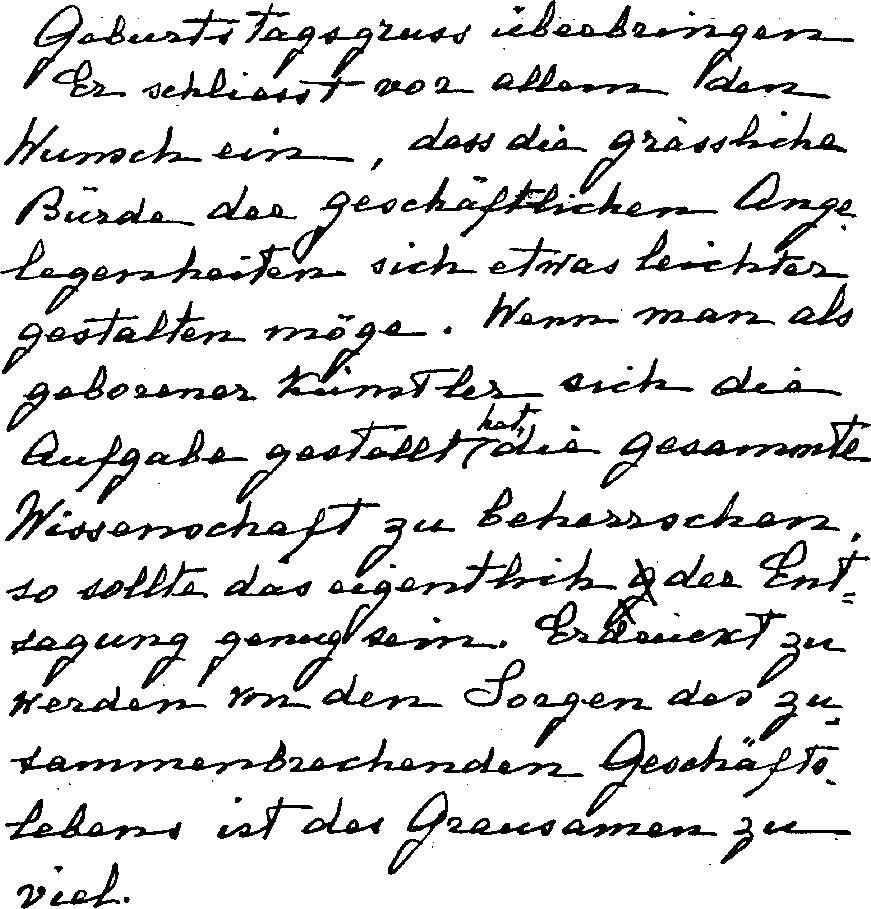 Geburtstagsgruss überbringen
Er schliesst vor allem den
Wunsch ein, dass die grässliche
Bürde der geschäftlichen Ange-
legenheiten sich etwas leichter
gestalten möge. Wenn man als
geborener Künstler sich die
Aufgabe gestellt hat, die gesammte
Wissenschaft zu beherrschen,
so sollte das eigentlich der Ent=
sagung genug sein. Erdrückt zu
werden von den Sorgen des zu-
sammenbrechenden Geschäfts-
lebens ist des Grausamen zu
viel.